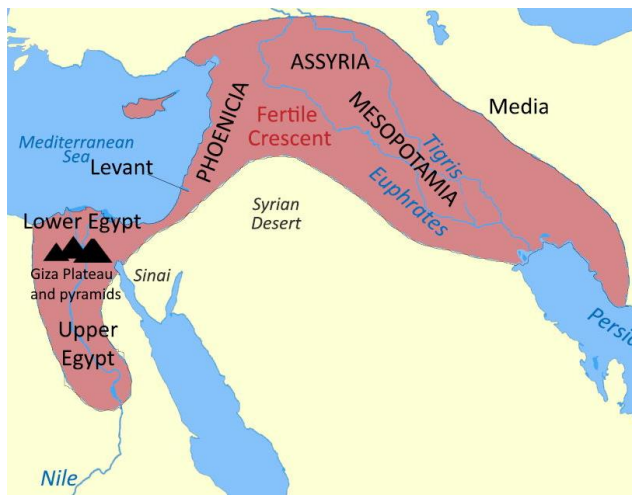 ASSYRIA
MESOPOTAMIA
Media
PHOENICIA
Fertile
Crescent
Tigris
Mediterranean
Sea
Levant
Euphrates
Syrian
Desert
Lower Egypt
Giza Plateau
and pyramids
Sinai
Upper
Egypt
Nile